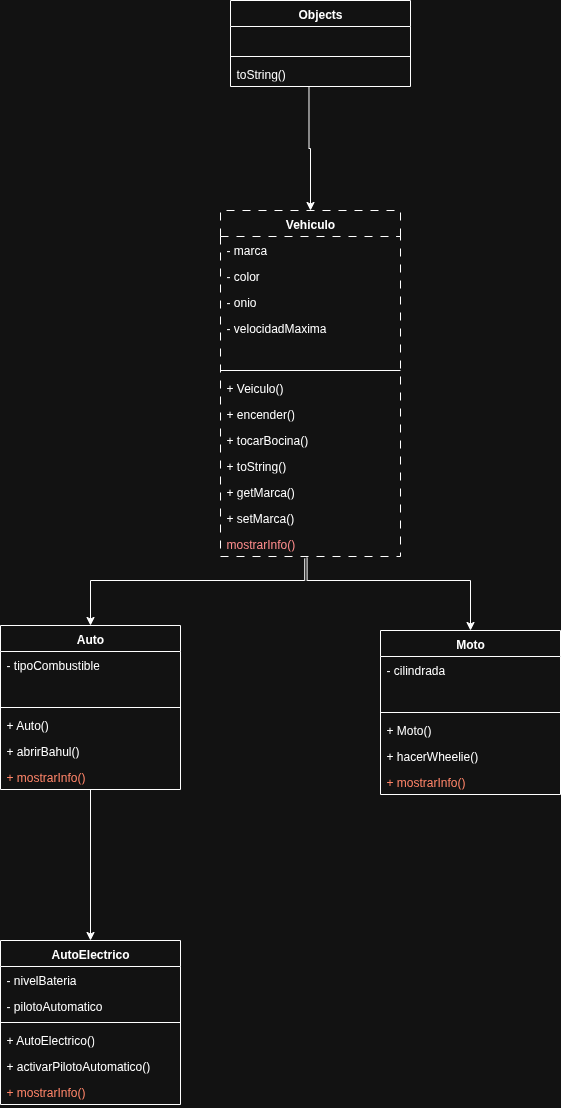 Objects
toString()
Vehiculo
- marca
- color
- onio
- velocidadMaxima
+ Veiculo()
+ encender()
+ tocarBocina()
+ toString()
+ getMarca()
+ setMarca()
mostrarInfo()
Auto
- tipoCombustible
+ Auto()
+ abrirBahul()
+ mostrarInfo()
Moto
- cilindrada
+ Moto()
+ hacerWheelie()
+ mostrarInfo()
AutoElectrico
- nivelBateria
- pilotoAutomatico
+ AutoElectrico()
+ activarPilotoAutomatico()
+ mostrarInfo()